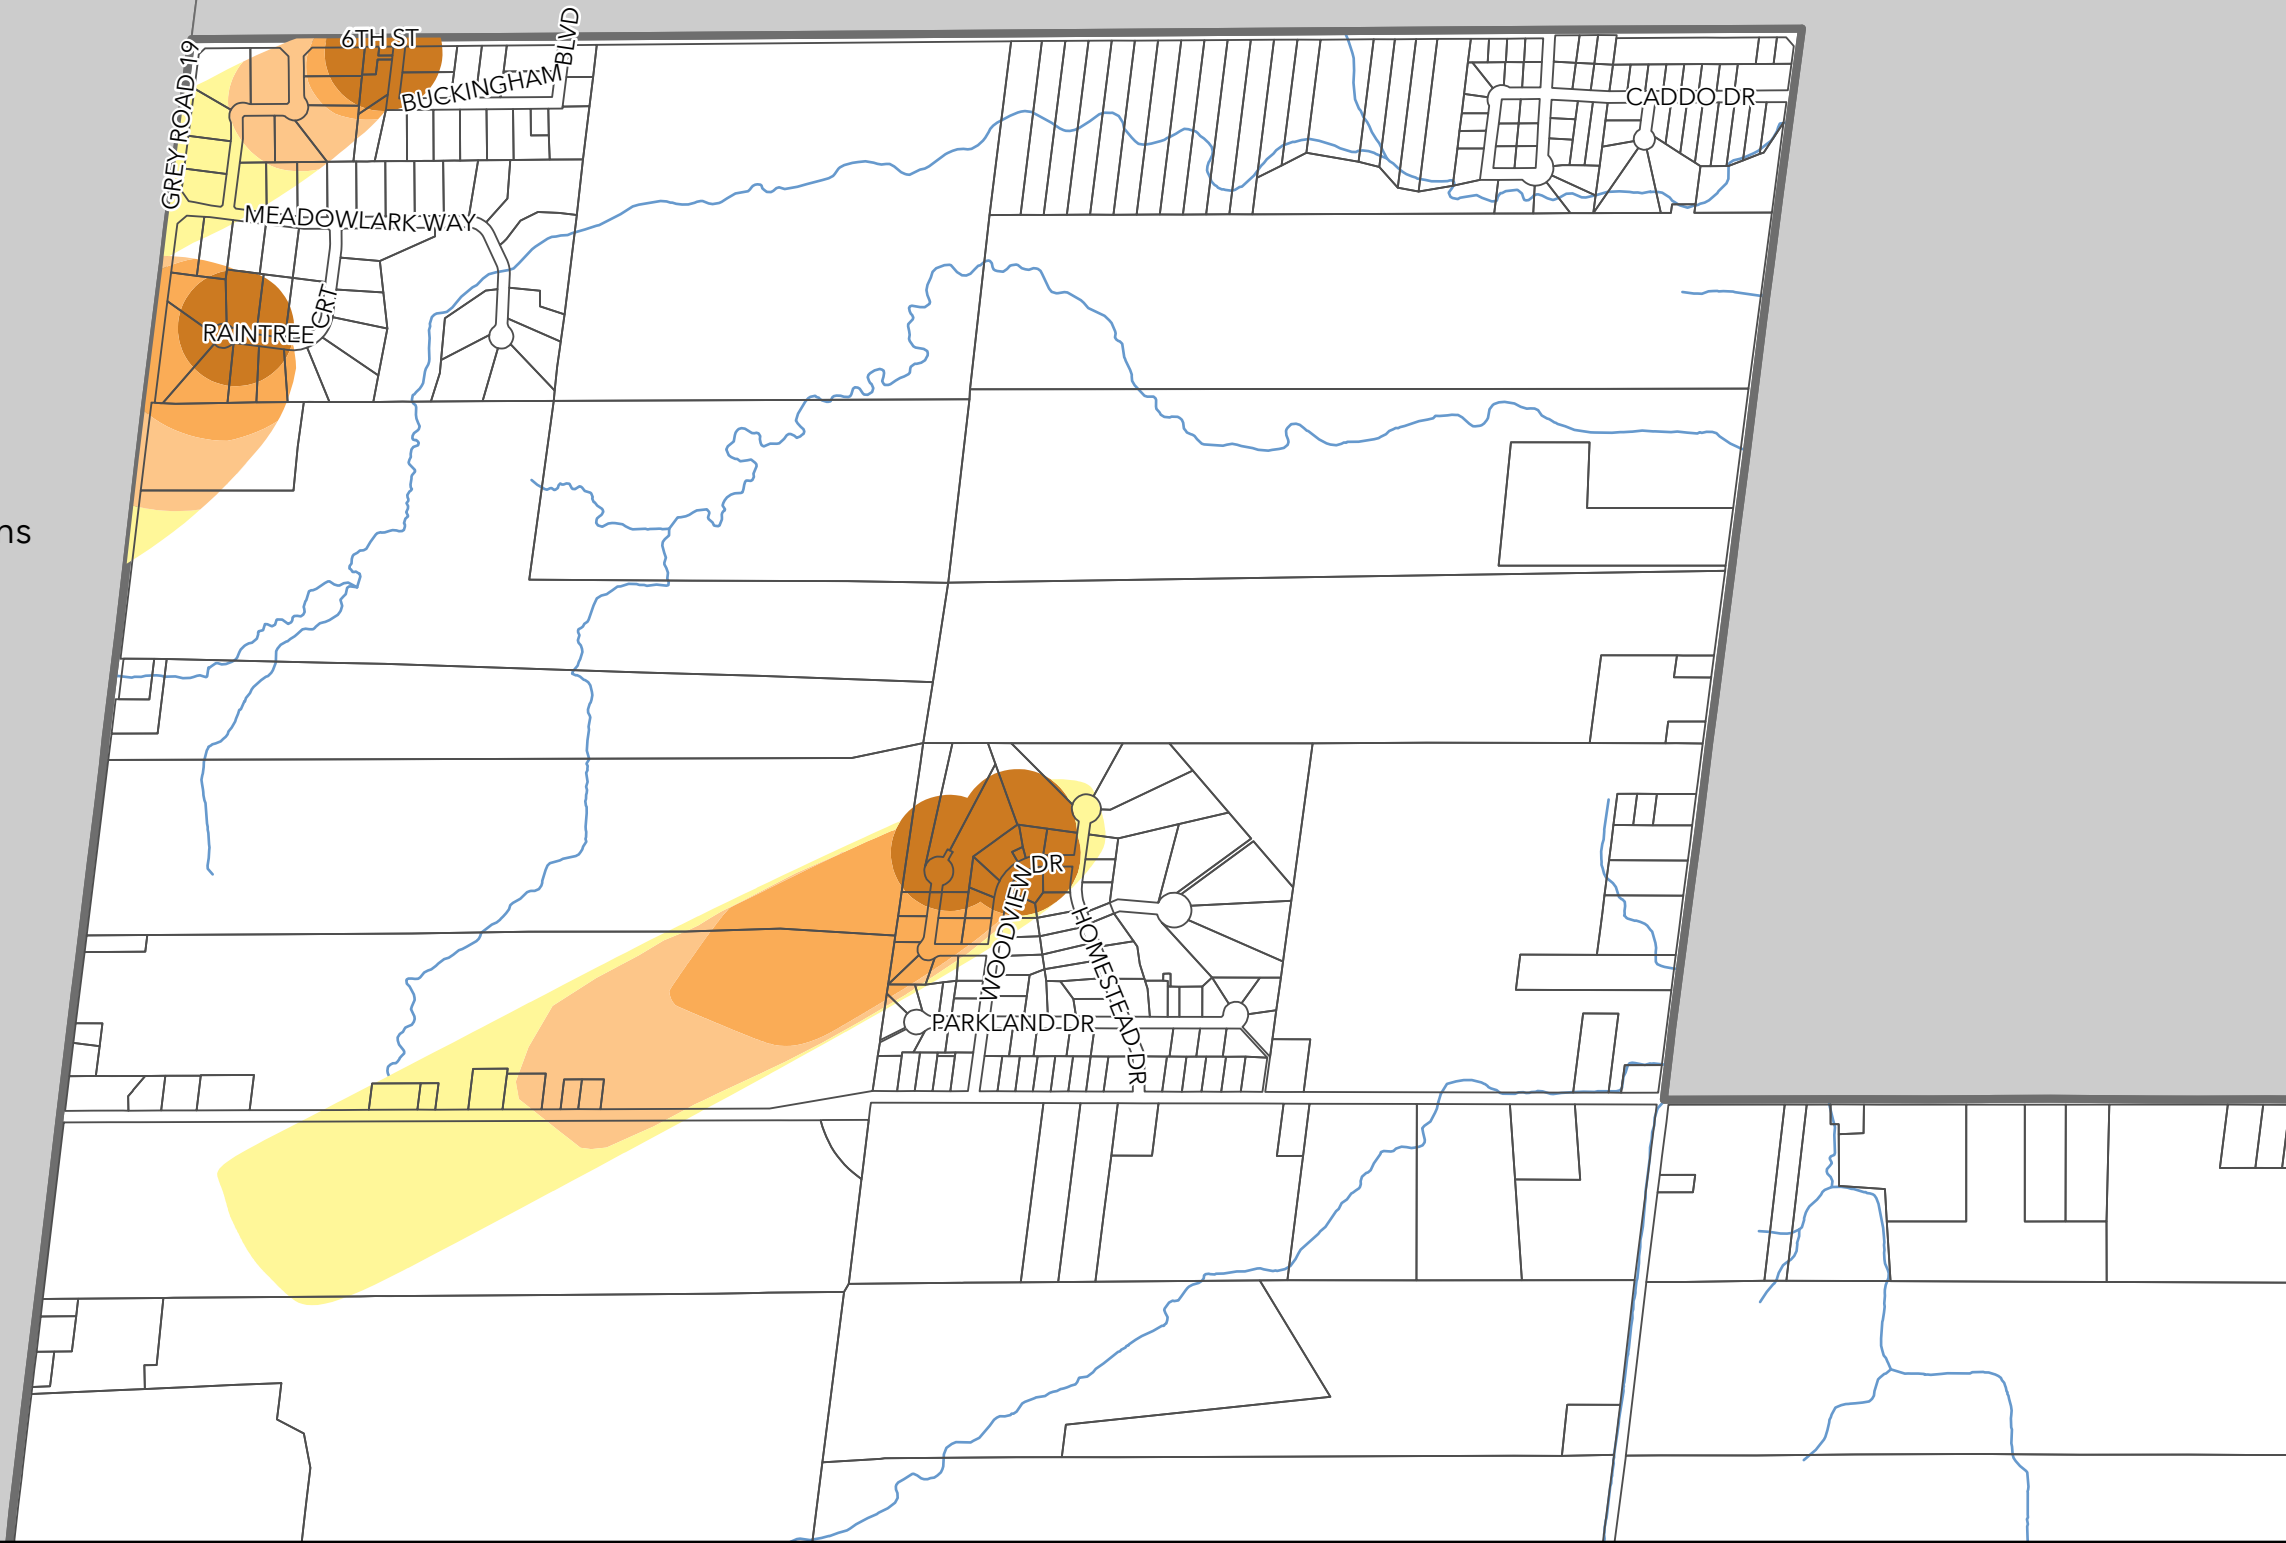 6TH ST
BUCKINGHAM BLVD
GREY ROAD 19
CADDO DR
MEADOWLARK WAY
RAINTREE CRT
ns
WOODVIEW DR
HOMESTEAD DR
PARKLAND DR